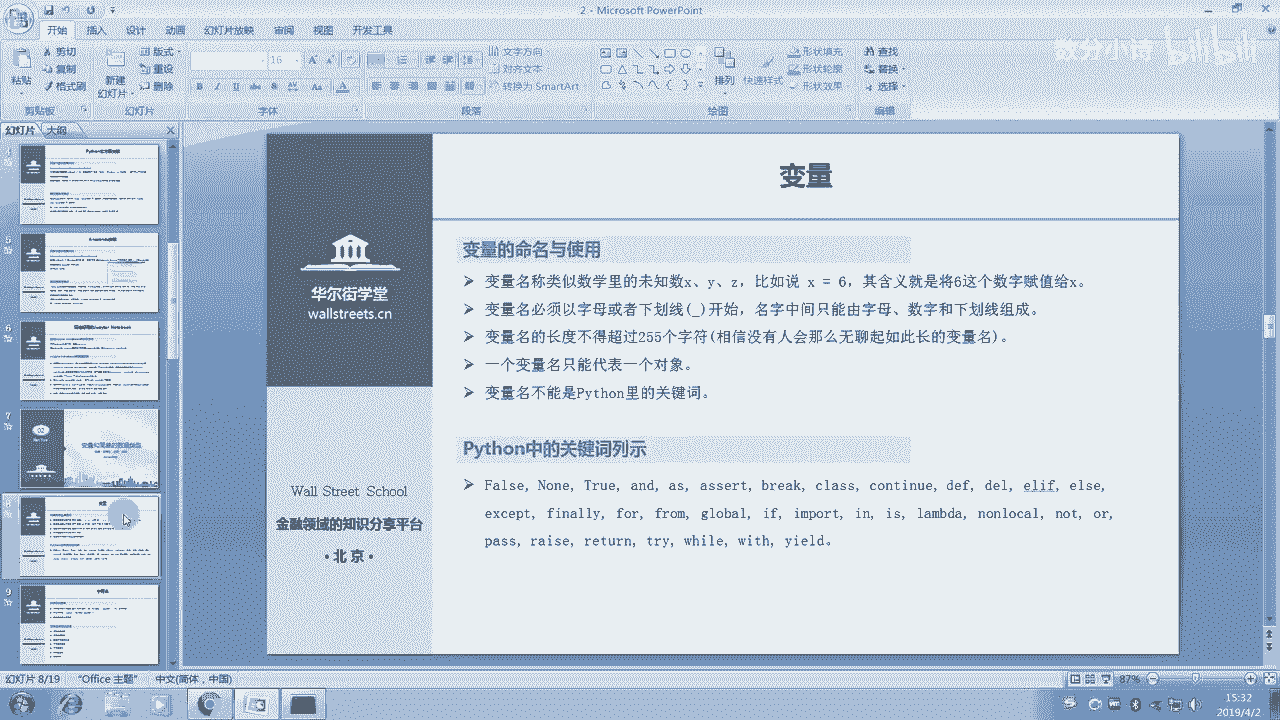 2 - Microsoft PowerPoint
开始 插入 设计 动画 幻灯片放映 审阅 视图 开发工具
数分小诗 bilibili
剪切
复制
格式刷
粘贴
剪贴板
新建
幻灯片
版式
重设
删除
幻灯片
16
字体
文字方向
对齐文本
转换为 SmartArt
段落
排列
快速样式
形状填充
形状轮廓
形状效果
绘图
查找
替换
选择
编辑
幻灯片 大纲
变量
变量的命名与使用
变量名称类似数学里的未知数x、y、z, 比如说 x = 6, 其含义就是将6这个数字赋值给x。
变量名必须以字母或者下划线(_)开始, 名字中间只能由字母、数字和下划线组成。
变量名的长度不得超过255个字符(相信没有人会那么无聊起如此长的变量名)。
一个变量名只能代表一个对象。
变量名不能是Python里的关键词。
Python中的关键词列示
False, None, True, and, as, assert, break, class, continue, def, del, elif, else,
except, finally, for, from, global, if, import, in, is, lambda, nonlocal, not, or,
pass, raise, return, try, while, with, yield。
华尔街学堂
wallstreets.cn
Wall Street School
金融领域的知识分享平台
· 北 京 ·
6
7
8
9
幻灯片 8/19 "Office 主题" 中文(简体, 中国)
87%
15:32
2019/4/2